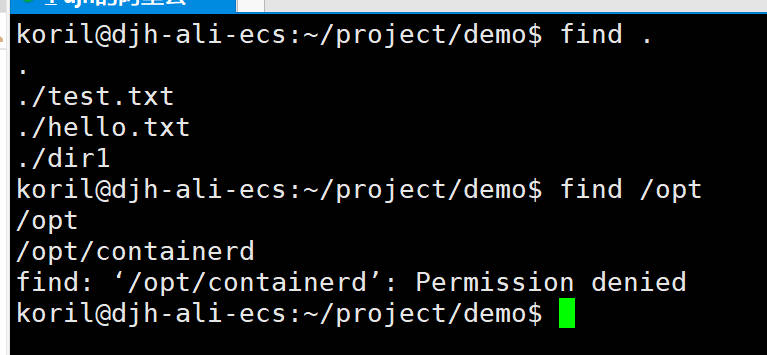 koril@djh-ali-ecs:~/project/demo$ find .
.
./test.txt
./hello.txt
./dir1
koril@djh-ali-ecs:~/project/demo$ find /opt
/opt
/opt/containerd
find: ‘/opt/containerd’: Permission denied
koril@djh-ali-ecs:~/project/demo$